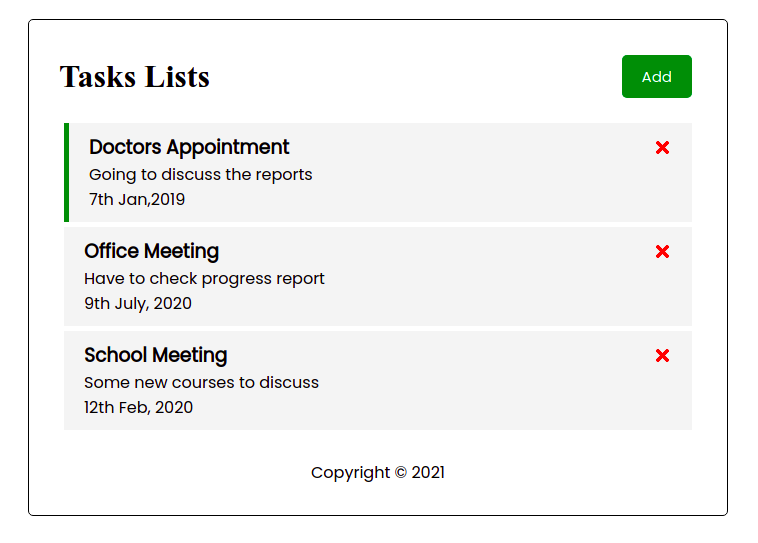 Tasks Lists
Add
Doctors Appointment
Going to discuss the reports
7th Jan,2019
Office Meeting
Have to check progress report
9th July, 2020
School Meeting
Some new courses to discuss
12th Feb, 2020
Copyright © 2021